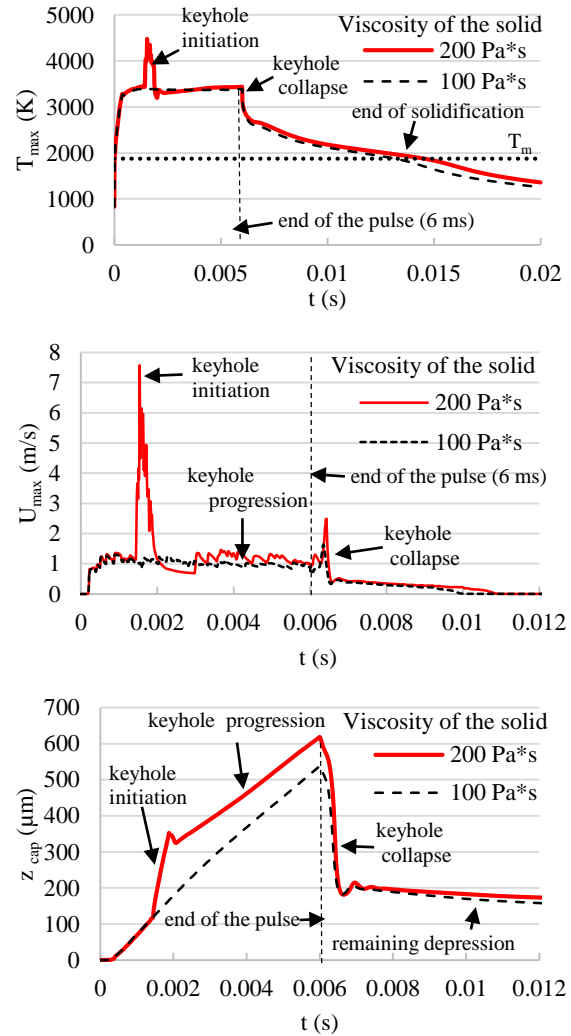 5000
4000
3000
2000
1000
0
T_max (K)
keyhole
initiation
keyhole
collapse
Viscosity of the solid
200 Pa*s
100 Pa*s
end of solidification
T_m
end of the pulse (6 ms)
0 0.005 0.01 0.015 0.02
t (s)
8
7
6
5
4
3
2
1
0
U_max (m/s)
keyhole
initiation
Viscosity of the solid
200 Pa*s
100 Pa*s
keyhole
progression
end of the pulse (6 ms)
keyhole
collapse
0 0.002 0.004 0.006 0.008 0.01 0.012
t (s)
700
600
500
400
300
200
100
0
z_cap (µm)
keyhole progression
keyhole
initiation
Viscosity of the solid
200 Pa*s
100 Pa*s
keyhole
collapse
end of the pulse
remaining depression
0 0.002 0.004 0.006 0.008 0.01 0.012
t (s)